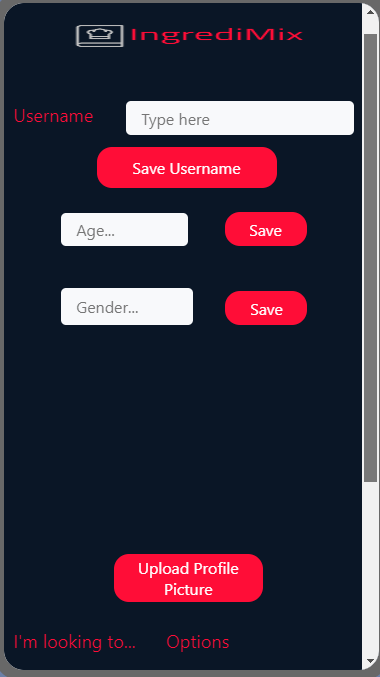 IngrediMix
Username
Type here
Save Username
Age...
Save
Gender...
Save
Upload Profile
Picture
I'm looking to...
Options